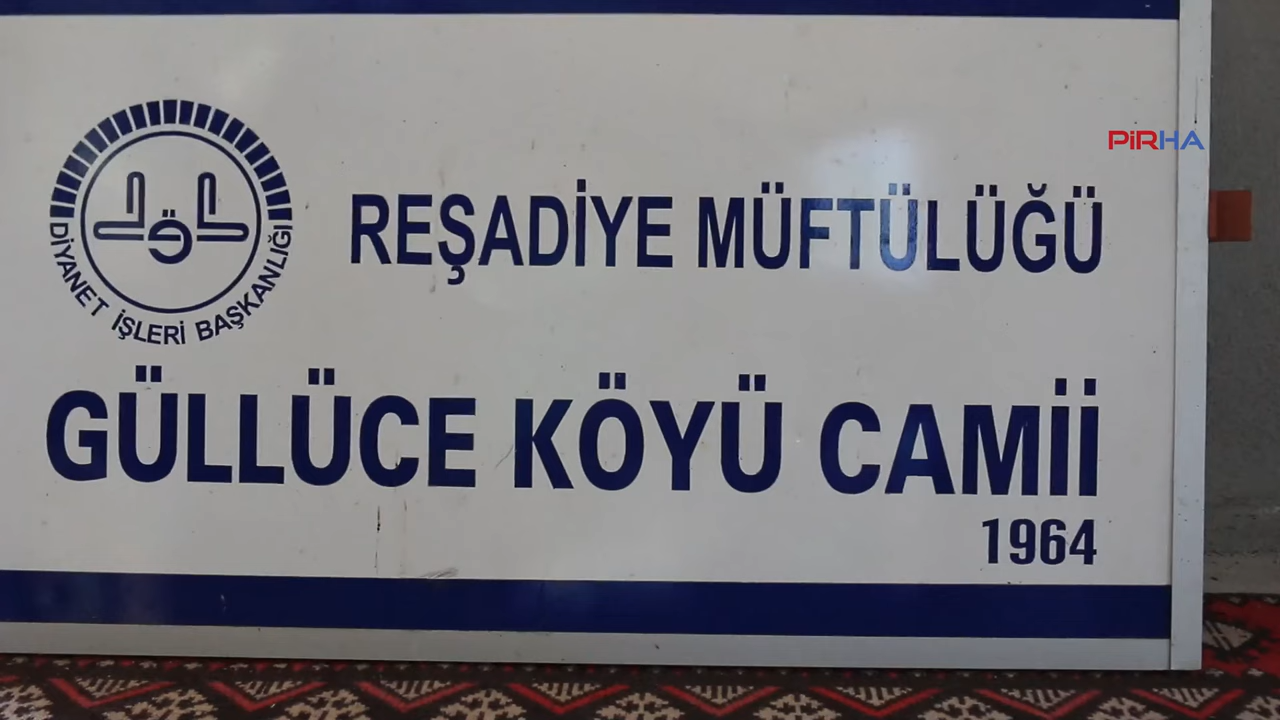 PİRHA
REŞADİYE MÜFTÜLÜĞÜ
DİYANET İŞLERİ BAŞKANLIĞI
GÜLLÜCE KÖYÜ CAMİİ
1964